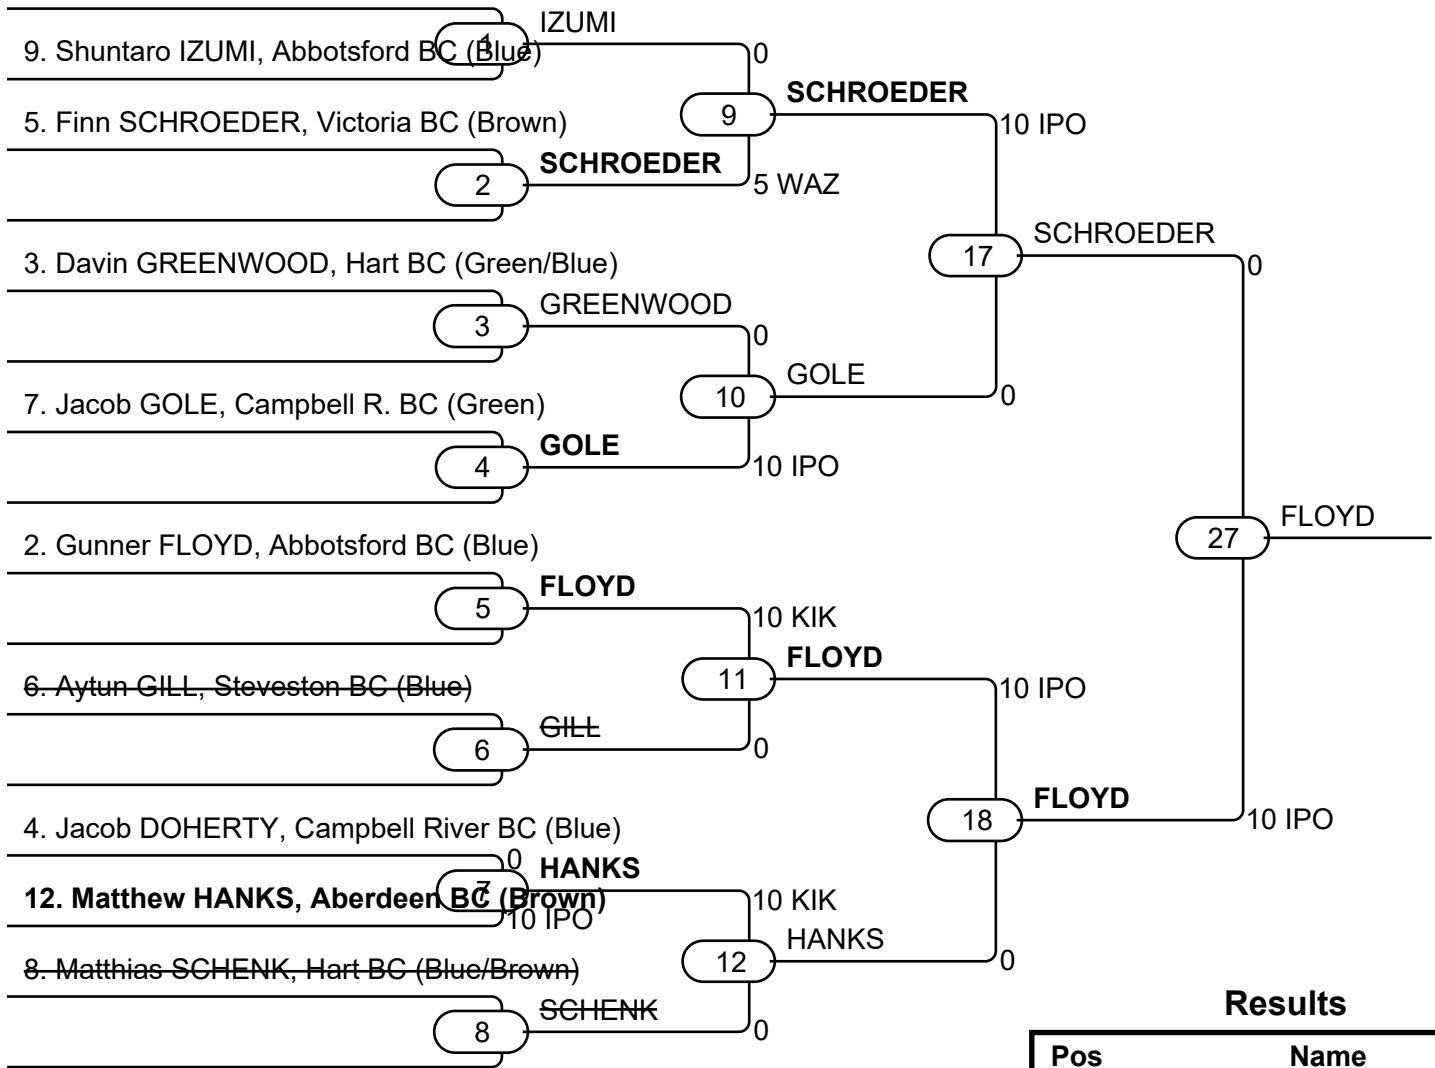 IZUMI
9. Shuntaro IZUMI, Abbotsford BC (Blue)
1
0
SCHROEDER
9
5. Finn SCHROEDER, Victoria BC (Brown)
10 IPO
SCHROEDER
2
5 WAZ
SCHROEDER
17
3. Davin GREENWOOD, Hart BC (Green/Blue)
0
GREENWOOD
3
0
GOLE
10
0
7. Jacob GOLE, Campbell R. BC (Green)
GOLE
4
10 IPO
FLOYD
27
2. Gunner FLOYD, Abbotsford BC (Blue)
FLOYD
5
10 KIK
FLOYD
11
6. Aytun GILL, Steveston BC (Blue)
10 IPO
GILL
6
0
FLOYD
18
10 IPO
4. Jacob DOHERTY, Campbell River BC (Blue)
0
HANKS
7
12. Matthew HANKS, Aberdeen BC (Brown)
10 KIK
10 IPO
HANKS
12
0
8. Matthias SCHENK, Hart BC (Blue/Brown)
SCHENK
8
0
Results
Pos Name